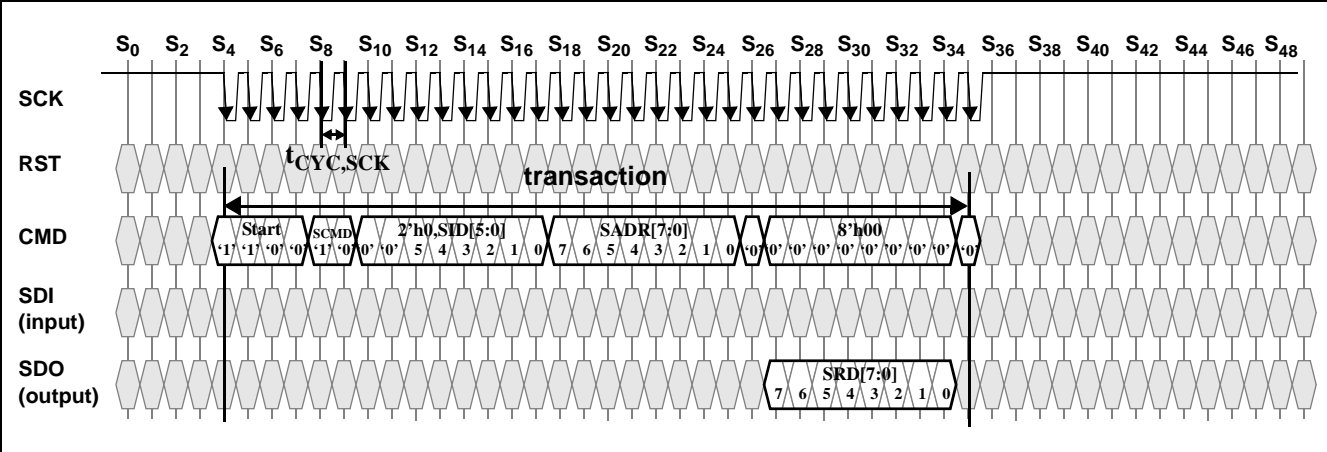 S0 S2 S4 S6 S8 S10 S12 S14 S16 S18 S20 S22 S24 S26 S28 S30 S32 S34 S36 S38 S40 S42 S44 S46 S48
SCK
tCYC,SCK
RST
transaction
CMD
Start SCMD 2'h0,SID[5:0] SADR[7:0] 8'h00
‘1’ ‘1’ ‘0’ ‘0’ ‘1’ ‘0’ ‘0’ ‘0’ 5 4 3 2 1 0 7 6 5 4 3 2 1 0 ‘0’ ‘0’ ‘0’ ‘0’ ‘0’ ‘0’ ‘0’ ‘0’ ‘0’ ‘0’
SDI
(input)
SDO
(output)
SRD[7:0]
7 6 5 4 3 2 1 0